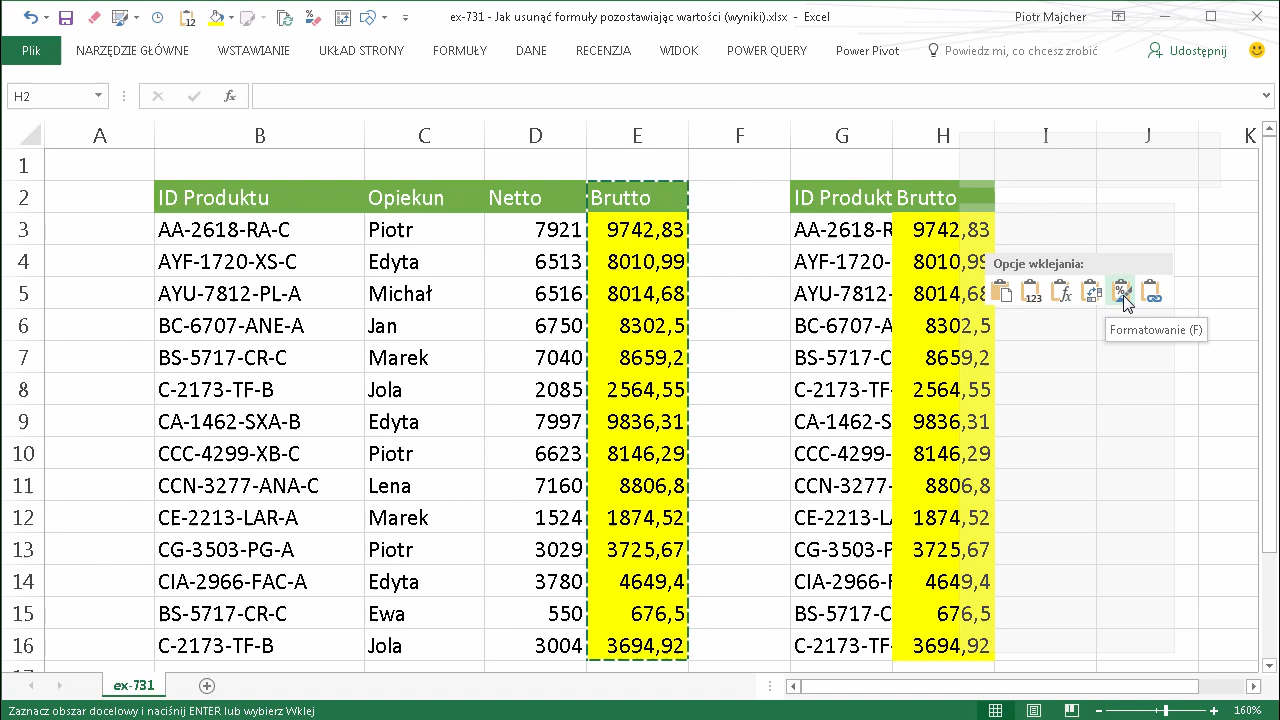 ex-731 - Jak usunąć formuły pozostawiając wartości (wyniki).xlsx - Excel
Piotr Majcher
Plik NARZĘDZIE GŁÓWNE WSTAWIANIE UKŁAD STRONY FORMUŁY DANE RECENZJA WIDOK POWER QUERY Power Pivot Powiedz mi, co chcesz zrobić Udostępnij
H2 fx
A B C D E F G H I J K
1
2 ID Produktu Opiekun Netto Brutto ID Produkt Brutto
3 AA-2618-RA-C Piotr 7921 9742,83 AA-2618-R 9742,83
4 AYF-1720-XS-C Edyta 6513 8010,99 AYF-1720- 8010,99
Opcje wklejania:
5 AYU-7812-PL-A Michał 6516 8014,68 AYU-7812- 8014,68
123 fx %
6 BC-6707-ANE-A Jan 6750 8302,5 BC-6707-A 8302,5
Formatowanie (F)
7 BS-5717-CR-C Marek 7040 8659,2 BS-5717-C 8659,2
8 C-2173-TF-B Jola 2085 2564,55 C-2173-TF- 2564,55
9 CA-1462-SXA-B Edyta 7997 9836,31 CA-1462-S 9836,31
10 CCC-4299-XB-C Piotr 6623 8146,29 CCC-4299- 8146,29
11 CCN-3277-ANA-C Lena 7160 8806,8 CCN-3277- 8806,8
12 CE-2213-LAR-A Marek 1524 1874,52 CE-2213-LA 1874,52
13 CG-3503-PG-A Piotr 3029 3725,67 CG-3503-P 3725,67
14 CIA-2966-FAC-A Edyta 3780 4649,4 CIA-2966-F 4649,4
15 BS-5717-CR-C Ewa 550 676,5 BS-5717-C 676,5
16 C-2173-TF-B Jola 3004 3694,92 C-2173-TF- 3694,92
ex-731
Zaznacz obszar docelowy i naciśnij ENTER lub wybierz Wklej
160%